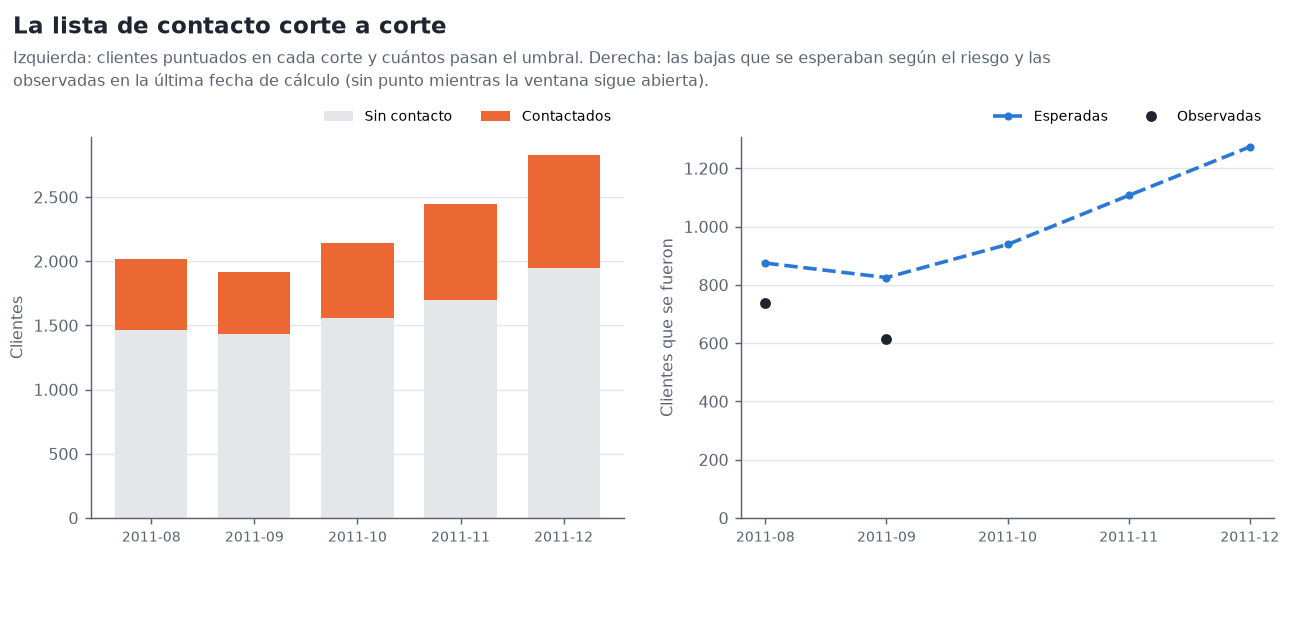 La lista de contacto corte a corte
Izquierda: clientes puntuados en cada corte y cuántos pasan el umbral. Derecha: las bajas que se esperaban según el riesgo y las
observadas en la última fecha de cálculo (sin punto mientras la ventana sigue abierta).
Sin contacto
Contactados
Clientes
2.500
2.000
1.500
1.000
500
0
2011-08
2011-09
2011-10
2011-11
2011-12
Esperadas
Observadas
Clientes que se fueron
1.200
1.000
800
600
400
200
0
2011-08
2011-09
2011-10
2011-11
2011-12